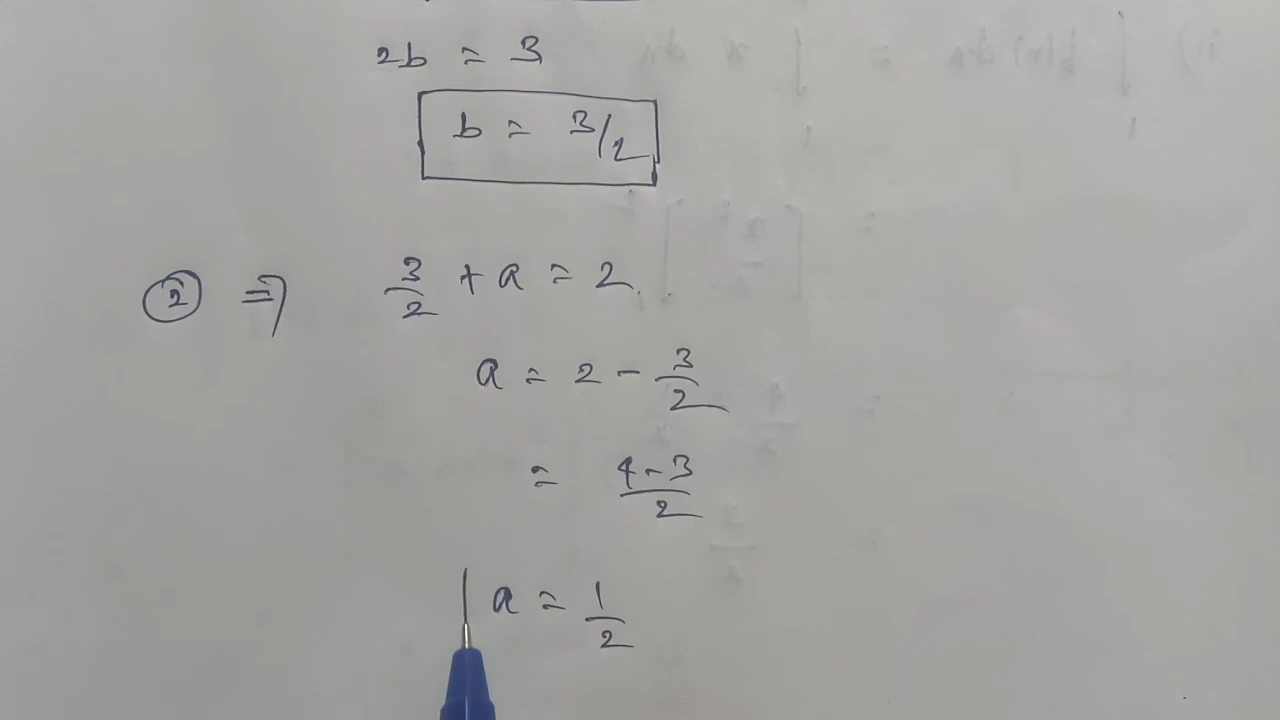 2b = 3
b = 3/2
② ⇒ 3/2 + a = 2.
a = 2 - 3/2
= 4-3/2
a = 1/2